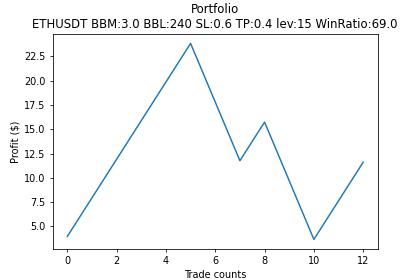 Portfolio
ETHUSDT BBM:3.0 BBL:240 SL:0.6 TP:0.4 lev:15 WinRatio:69.0
22.5
20.0
17.5
15.0
12.5
10.0
7.5
5.0
Profit ($)
0 2 4 6 8 10 12
Trade counts